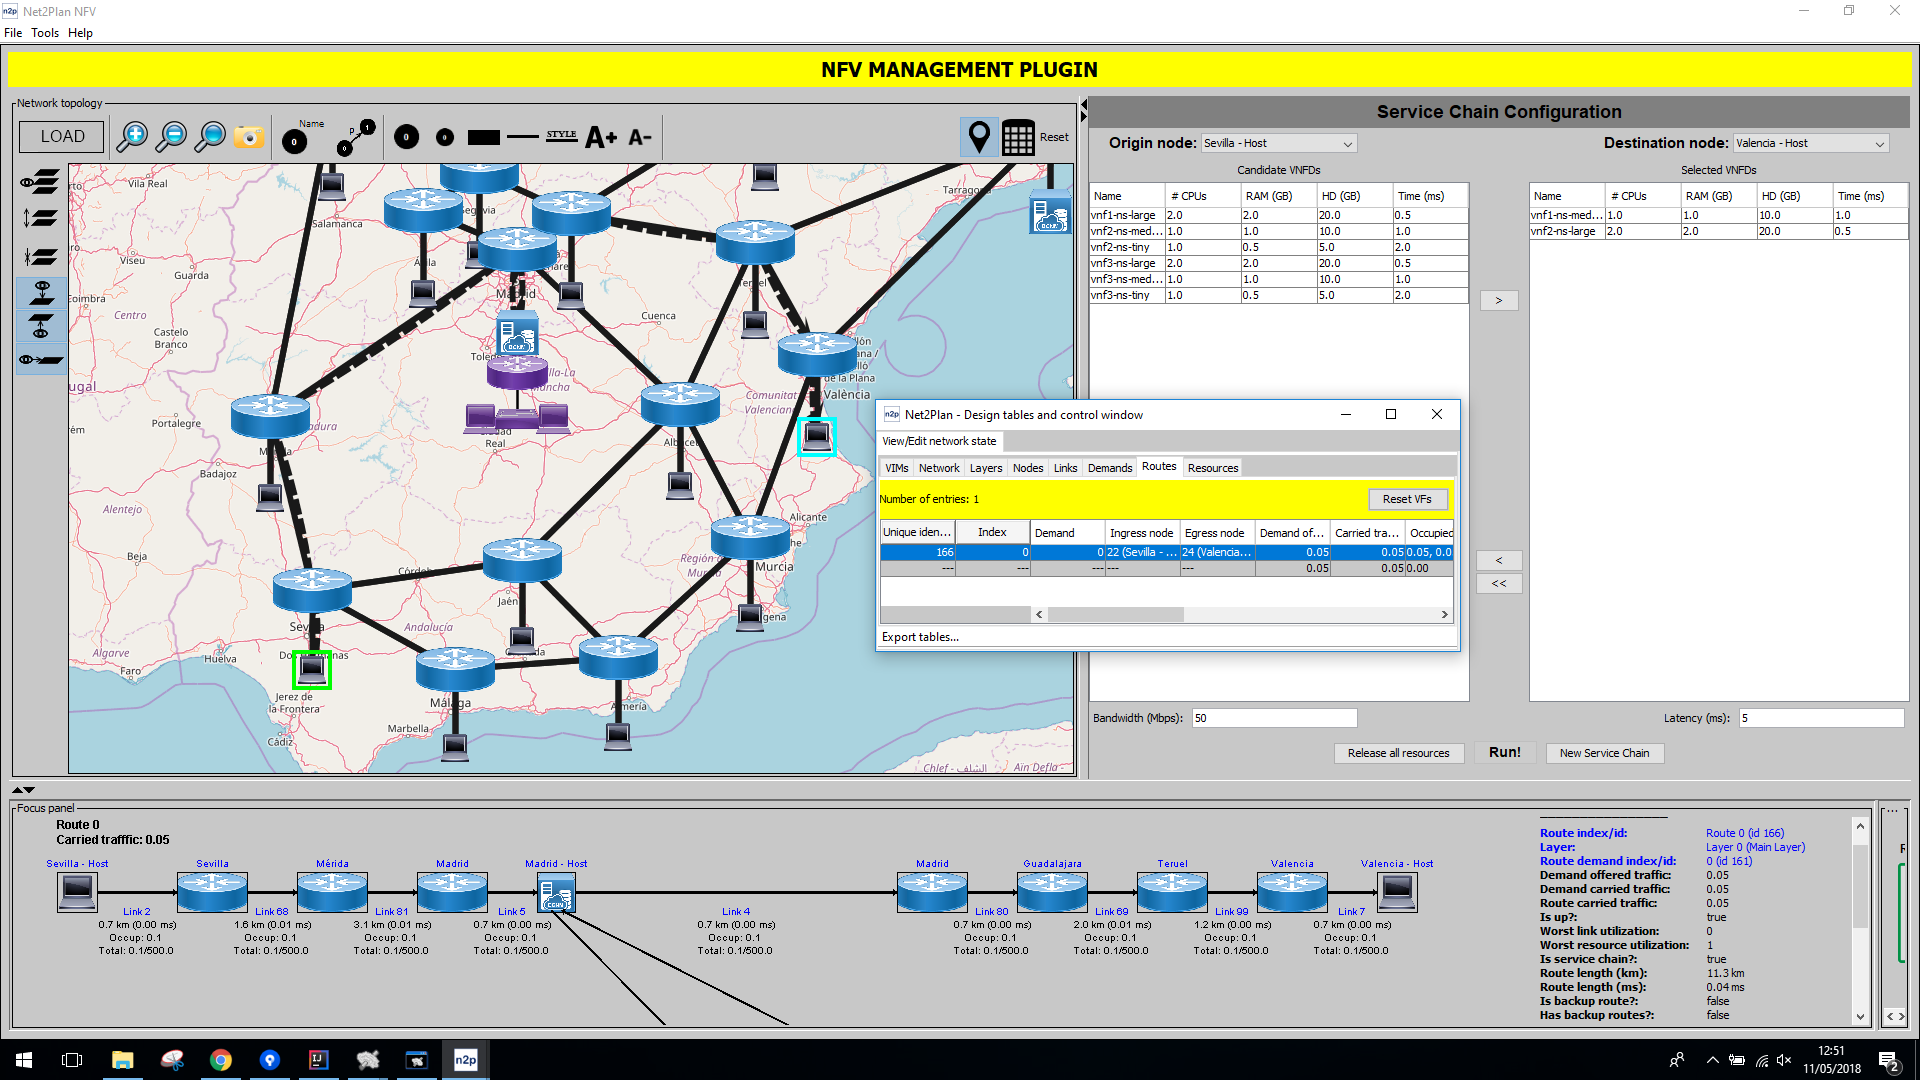 Net2Plan NFV
File Tools Help
NFV MANAGEMENT PLUGIN
Network topology
LOAD
Name
STYLE
A+ A-
Reset
Vila Real
Salamanca
Segovia
Tarragona
Viseu
Guarda
Ávila
Coimbra
Madrid
Teruel
Centro
Castelo
Branco
Cuenca
Portalegre
Ciudad
Real
Comunitat
Valenciana
València
de la Plana /
Badajoz
Alentejo
Alicante
Beja
Región de
Murcia
Murcia
Córdoba
Jaén
Andalucía
Sevilla
Algarve
Faro
Huelva
Jerez de
la Frontera
Málaga
Almería
Marbella
Cádiz
Chlef - الشلف
Ain Defla -
Service Chain Configuration
Origin node: Sevilla - Host
Destination node: Valencia - Host
Candidate VNFDs
Name # CPUs RAM (GB) HD (GB) Time (ms)
vnf1-ns-large 2.0 2.0 20.0 0.5
vnf2-ns-med... 1.0 1.0 10.0 1.0
vnf2-ns-tiny 1.0 0.5 5.0 2.0
vnf3-ns-large 2.0 2.0 20.0 0.5
vnf3-ns-med... 1.0 1.0 10.0 1.0
vnf3-ns-tiny 1.0 0.5 5.0 2.0
Selected VNFDs
Name # CPUs RAM (GB) HD (GB) Time (ms)
vnf1-ns-med... 1.0 1.0 10.0 1.0
vnf2-ns-large 2.0 2.0 20.0 0.5
>
<
<<
Net2Plan - Design tables and control window
View/Edit network state
VIMs Network Layers Nodes Links Demands Routes Resources
Number of entries: 1
Reset VFs
Unique iden... Index Demand Ingress node Egress node Demand of... Carried tra... Occupied
166 0 0 22 (Sevilla - ... 24 (Valencia... 0.05 0.05 0.05, 0.0
--- --- --- --- --- 0.05 0.05 0.00
Export tables...
Bandwidth (Mbps): 50
Latency (ms): 5
Release all resources Run! New Service Chain
Focus panel
Route 0
Carried trafffic: 0.05
Sevilla - Host Sevilla Mérida Madrid Madrid - Host Madrid Guadalajara Teruel Valencia Valencia - Host
Link 2 Link 68 Link 81 Link 5 Link 4 Link 80 Link 69 Link 99 Link 7
0.7 km (0.00 ms) 1.6 km (0.01 ms) 3.1 km (0.01 ms) 0.7 km (0.00 ms) 0.7 km (0.00 ms) 0.7 km (0.00 ms) 2.0 km (0.01 ms) 1.2 km (0.00 ms) 0.7 km (0.00 ms)
Occup: 0.1 Occup: 0.1 Occup: 0.1 Occup: 0.1 Occup: 0.1 Occup: 0.1 Occup: 0.1 Occup: 0.1 Occup: 0.1
Total: 0.1/500.0 Total: 0.1/500.0 Total: 0.1/500.0 Total: 0.1/500.0 Total: 0.1/500.0 Total: 0.1/500.0 Total: 0.1/500.0 Total: 0.1/500.0 Total: 0.1/500.0
Route index/id: Route 0 (id 166)
Layer: Layer 0 (Main Layer)
Route demand index/id: 0 (id 161)
Demand offered traffic: 0.05
Demand carried traffic: 0.05
Route carried traffic: 0.05
Is up?: true
Worst link utilization: 0
Worst resource utilization: 1
Is service chain?: true
Route length (km): 11.3 km
Route length (ms): 0.04 ms
Is backup route?: false
Has backup routes?: false
n2p
12:51
11/05/2018
2